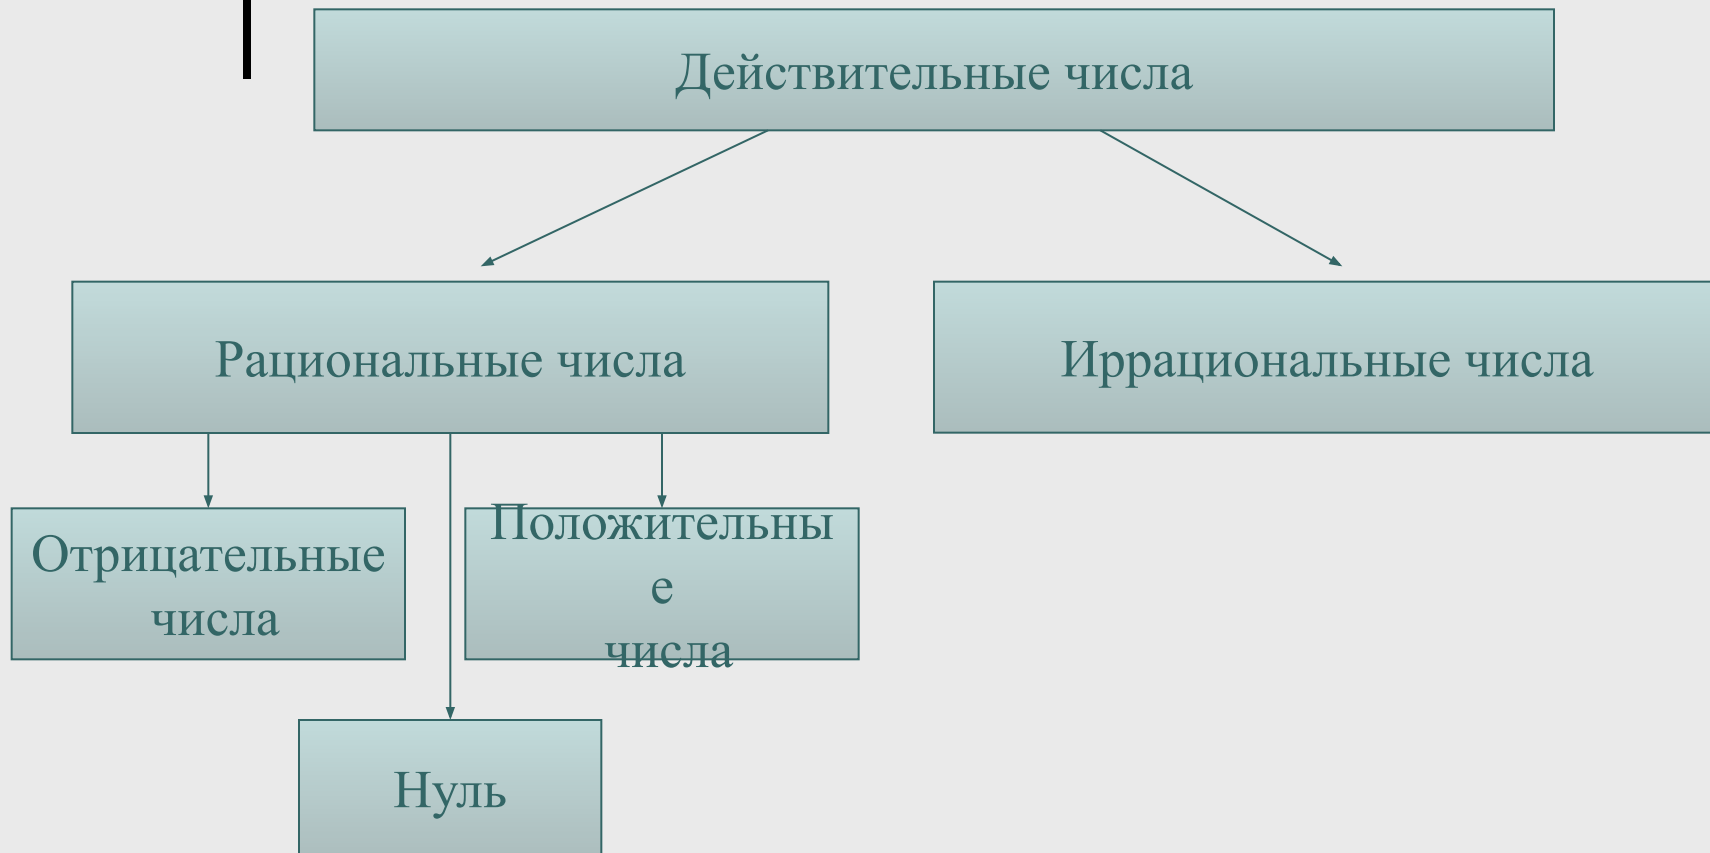 Действительные числа
Рациональные числа
Иррациональные числа
Отрицательные
числа
Положительны
е
числа
Нуль